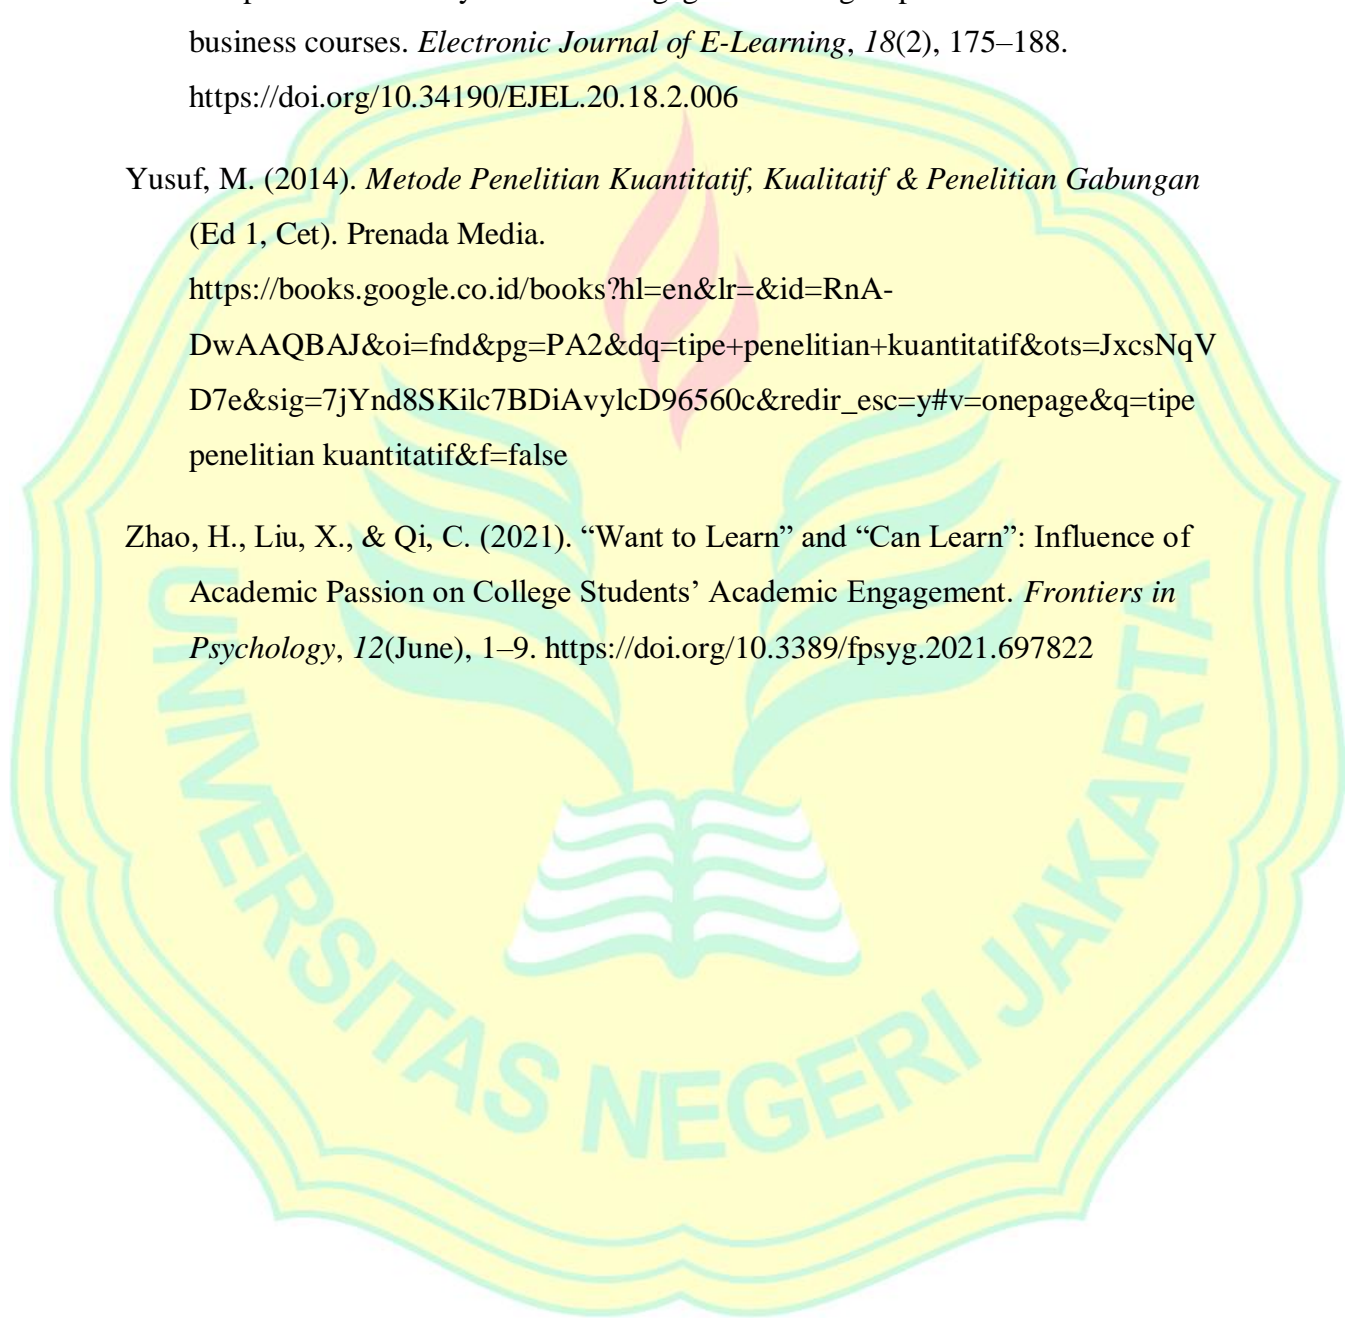 business courses. Electronic Journal of E-Learning, 18(2), 175–188.
https://doi.org/10.34190/EJEL.20.18.2.006
Yusuf, M. (2014). Metode Penelitian Kuantitatif, Kualitatif & Penelitian Gabungan
(Ed 1, Cet). Prenada Media.
https://books.google.co.id/books?hl=en&lr=&id=RnA-
DwAAQBAJ&oi=fnd&pg=PA2&dq=tipe+penelitian+kuantitatif&ots=JxcsNqV
D7e&sig=7jYnd8SKilc7BDiAvylcD96560c&redir_esc=y#v=onepage&q=tipe
penelitian kuantitatif&f=false
Zhao, H., Liu, X., & Qi, C. (2021). “Want to Learn” and “Can Learn”: Influence of
Academic Passion on College Students’ Academic Engagement. Frontiers in
Psychology, 12(June), 1–9. https://doi.org/10.3389/fpsyg.2021.697822
UNIVERSITAS NEGERI JAKARTA